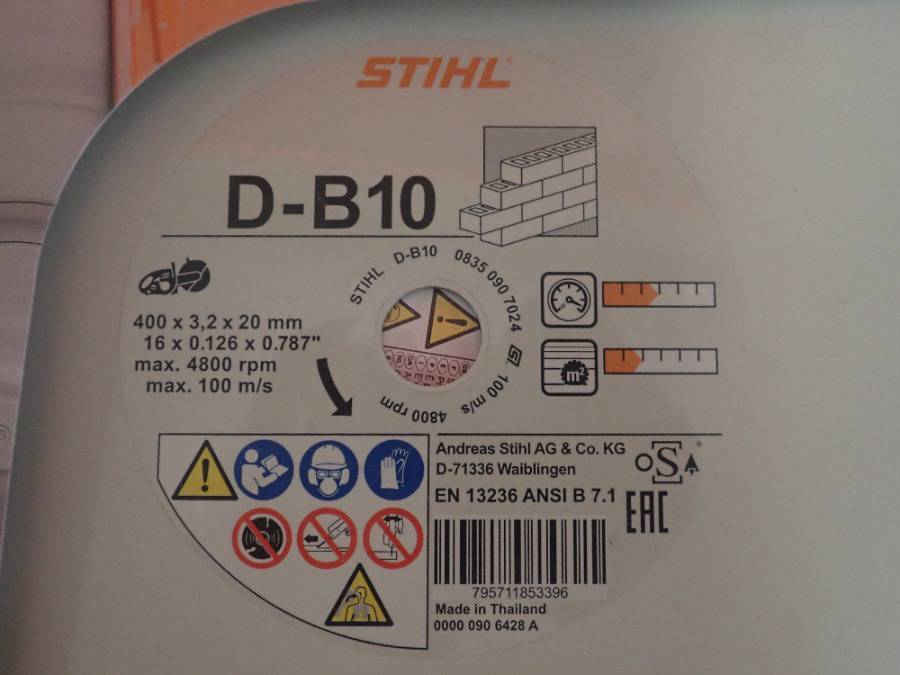 STIHL
D-B10
STIHL D-B10 0835 090 7024 100 m/s 4800 rpm
400 x 3,2 x 20 mm
16 x 0.126 x 0.787"
max. 4800 rpm
max. 100 m/s
m²
Andreas Stihl AG & Co. KG
D-71336 Waiblingen
EN 13236 ANSI B 7.1
S
EAC
795711853396
Made in Thailand
0000 090 6428 A